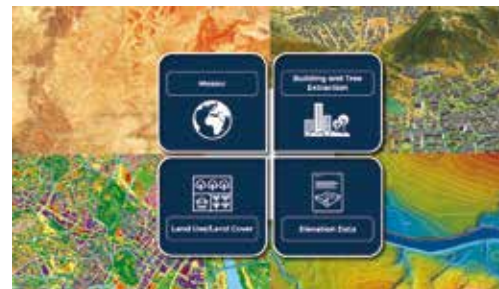 Mosaic
Building and Tree
Extraction
Land Use/Land Cover
Elevation Data